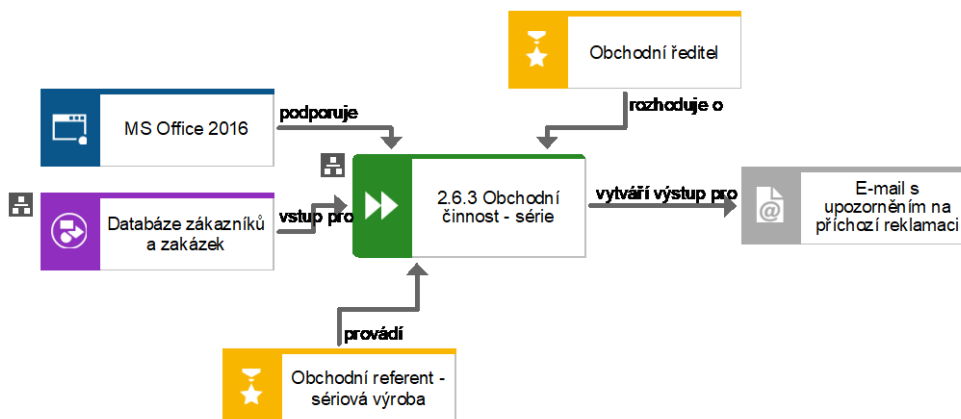 Obchodní ředitel
rozhoduje o
MS Office 2016
podporuje
Databáze zákazníků
a zakázek
vstup pro
2.6.3 Obchodní
činnost - série
vytváří výstup pro
E-mail s
upozorněním na
příchozí reklamaci
provádí
Obchodní referent -
sériová výroba